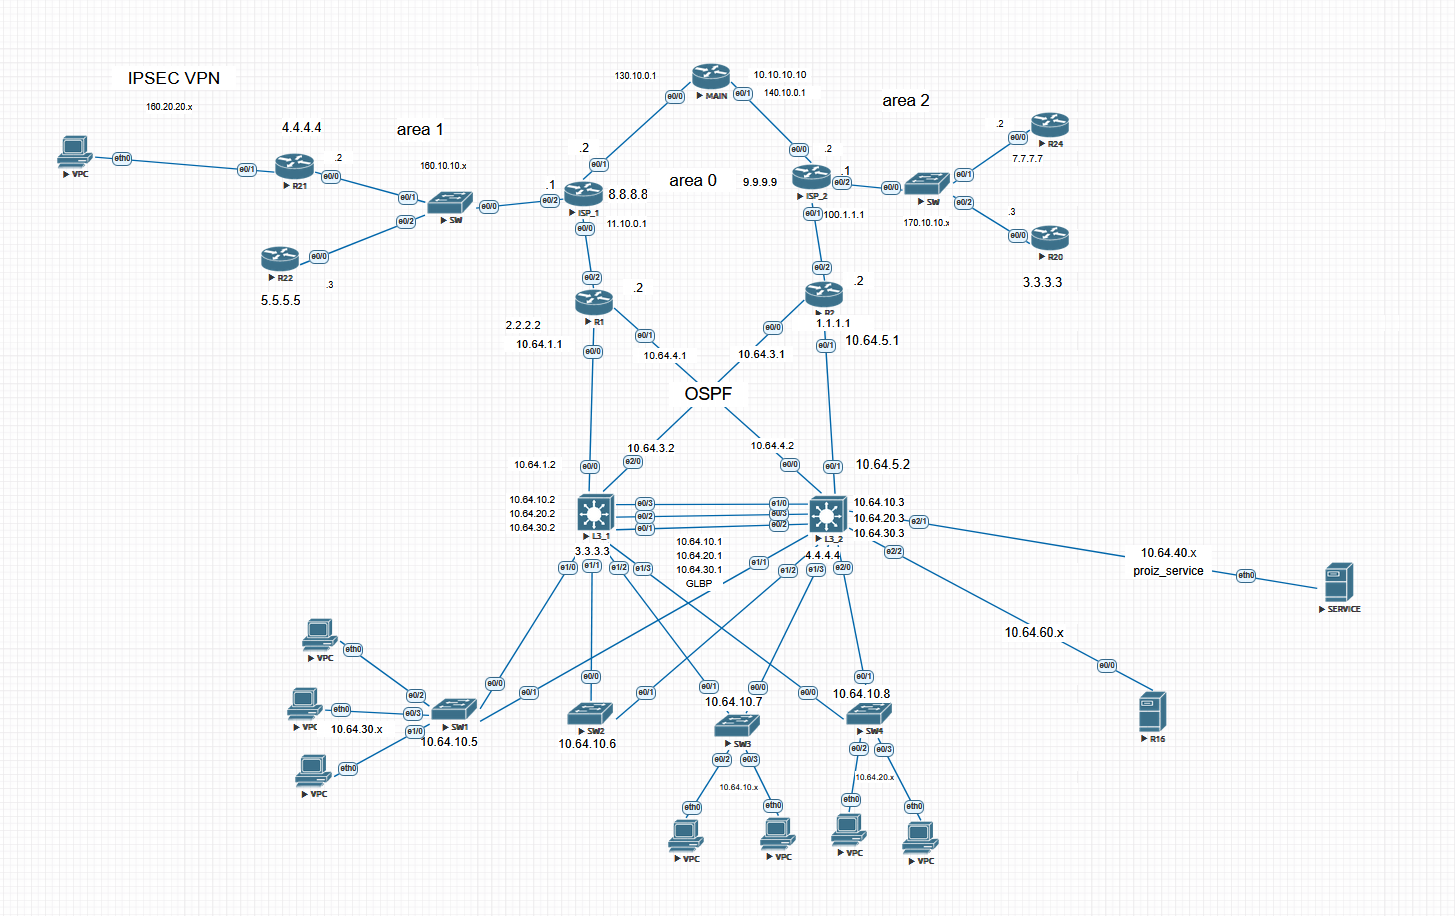 IPSEC VPN
160.20.20.x
4.4.4.4
area 1
160.10.10.x
VPC
eth0
e0/1
R21
.2
e0/0
e0/1
SW
e0/0
e0/2
R22
e0/0
.3
5.5.5.5
130.10.0.1
e0/0
MAIN
e0/1
10.10.10.10
140.10.0.1
area 2
.2
e0/1
.1
e0/2
ISP_1
8.8.8.8
e0/0
11.10.0.1
area 0
e0/0
.2
9.9.9.9
ISP_2
.1
e0/2
e0/1
100.1.1.1
e0/0
SW
e0/1
e0/2
170.10.10.x
.2
e0/0
R24
7.7.7.7
.3
e0/0
R20
3.3.3.3
e0/2
R1
.2
2.2.2.2
10.64.1.1
e0/0
e0/1
10.64.4.1
e0/2
R2
.2
1.1.1.1
e0/0
10.64.3.1
e0/1
10.64.5.1
OSPF
10.64.3.2
e2/0
10.64.4.2
e0/0
10.64.1.2
e0/0
e0/1
10.64.5.2
10.64.10.2
10.64.20.2
10.64.30.2
L3_1
3.3.3.3
e0/3
e0/2
e0/1
e1/0
e0/3
e0/2
10.64.10.3
10.64.20.3
10.64.30.3
L3_2
4.4.4.4
e2/1
e2/2
10.64.10.1
10.64.20.1
10.64.30.1
GLBP
e1/0
e1/1
e1/2
e1/3
e1/1
e1/2
e1/3
e2/0
10.64.40.x
proiz_service
eth0
SERVICE
10.64.60.x
e0/0
R16
VPC
eth0
VPC
eth0
10.64.30.x
VPC
eth0
e0/2
e0/3
e1/0
SW1
10.64.10.5
e0/0
e0/1
e0/0
SW2
10.64.10.6
e0/1
e0/1
e0/0
10.64.10.7
SW3
e0/2
e0/3
10.64.10.x
eth0
VPC
eth0
VPC
e0/0
e0/1
10.64.10.8
SW4
e0/2
e0/3
10.64.20.x
eth0
VPC
eth0
VPC